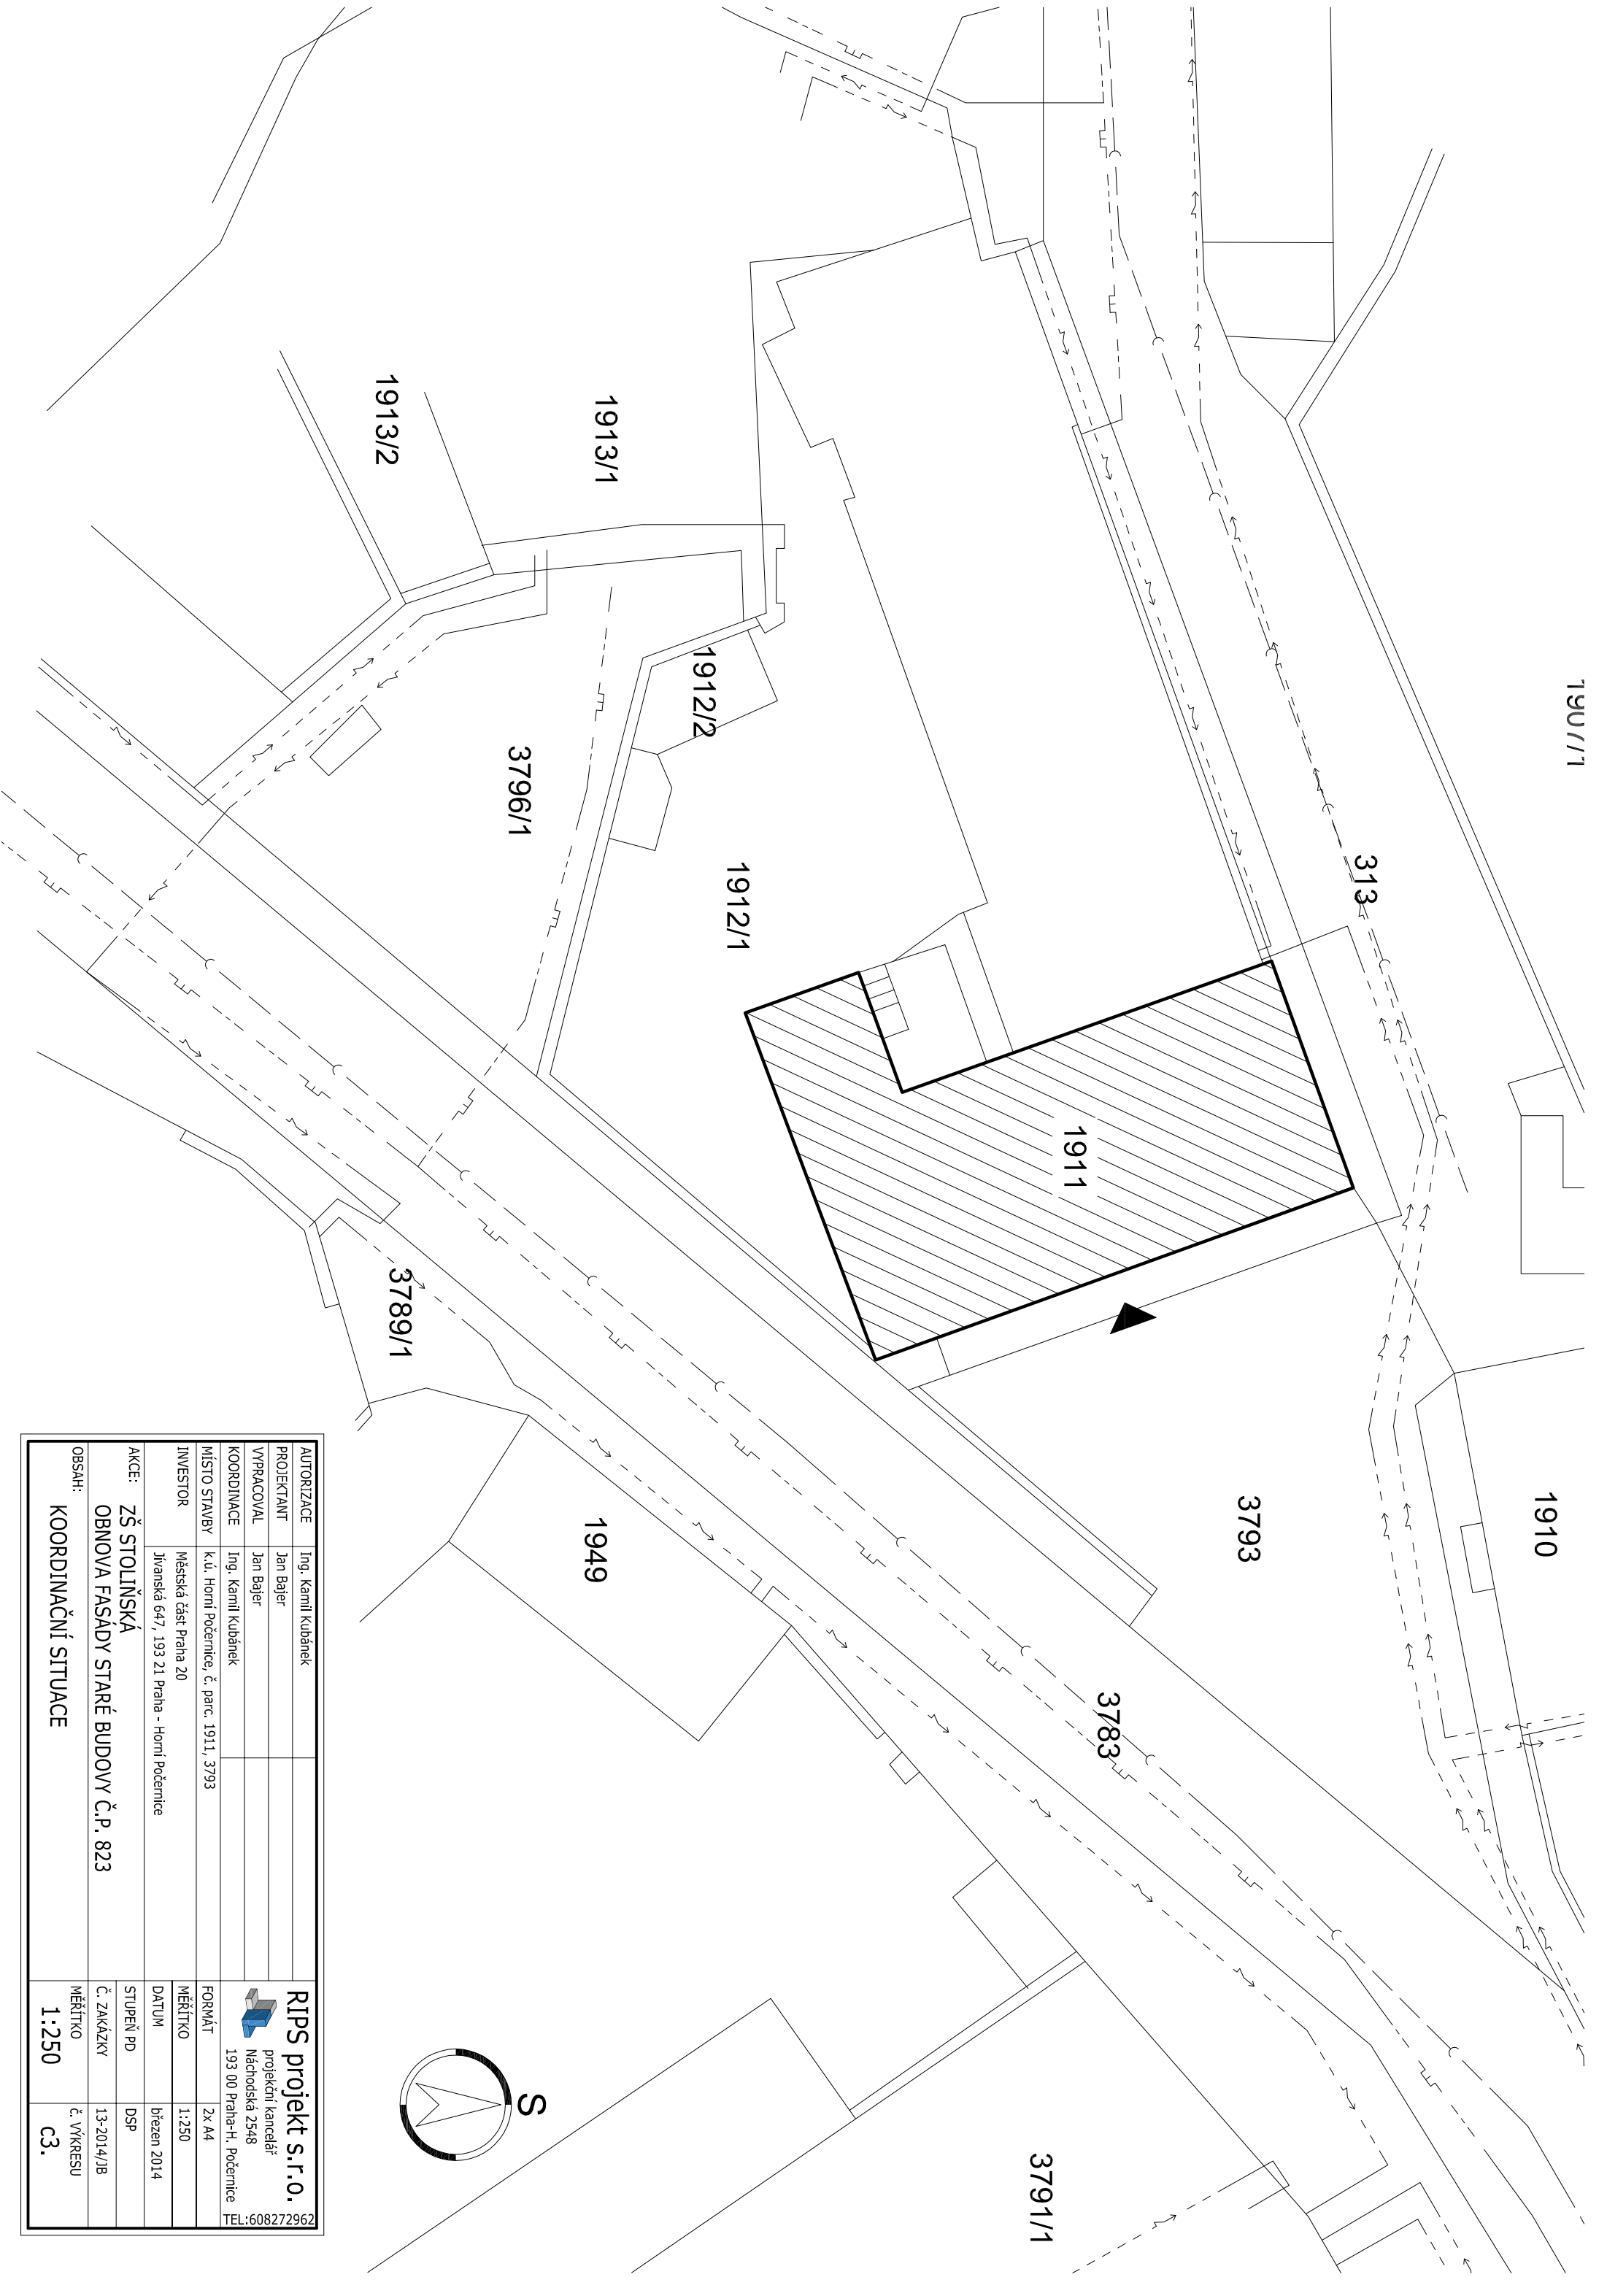 1907/1
313
1910
3793
1911
3783
1913/1
1913/2
1912/2
3796/1
1912/1
3789/1
1949
3791/1
S
AUTORIZACE Ing. Kamil Kubánek
PROJEKTANT Jan Bajer
VYPRACOVAL Jan Bajer
KOORDINACE Ing. Kamil Kubánek
MÍSTO STAVBY k.ú. Horní Počernice, č. parc. 1911, 3793
INVESTOR Městská část Praha 20
Jívanská 647, 193 21 Praha - Horní Počernice
AKCE: ZŠ STOLIŇSKÁ
OBNOVA FASÁDY STARÉ BUDOVY Č.P. 823
OBSAH:
KOORDINAČNÍ SITUACE
RIPS projekt s.r.o.
projekční kancelář
Náchodská 2548
193 00 Praha-H. Počernice
TEL:608272962
FORMÁT 2x A4
MĚŘÍTKO 1:250
DATUM březen 2014
STUPEŇ PD DSP
Č. ZAKÁZKY 13-2014/JB
MĚŘÍTKO Č. VÝKRESU
1:250 c3.